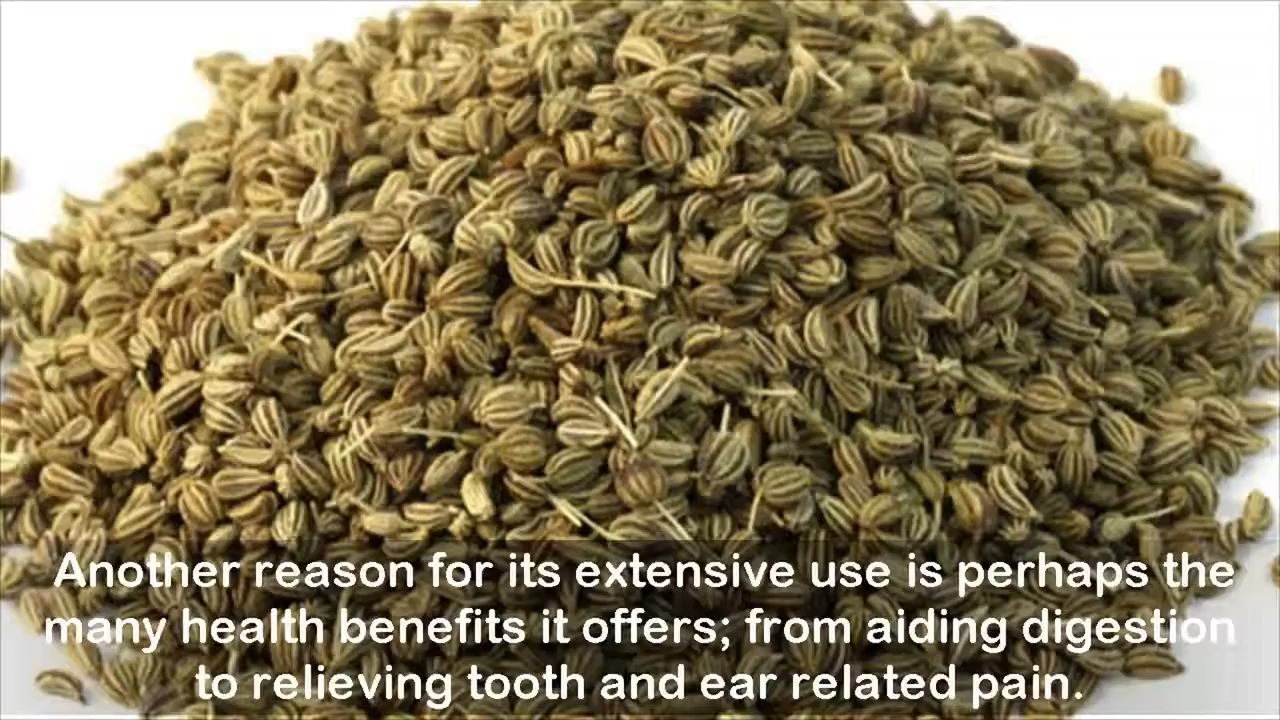 Another reason for its extensive use is perhaps the
many health benefits it offers; from aiding digestion
to relieving tooth and ear related pain.